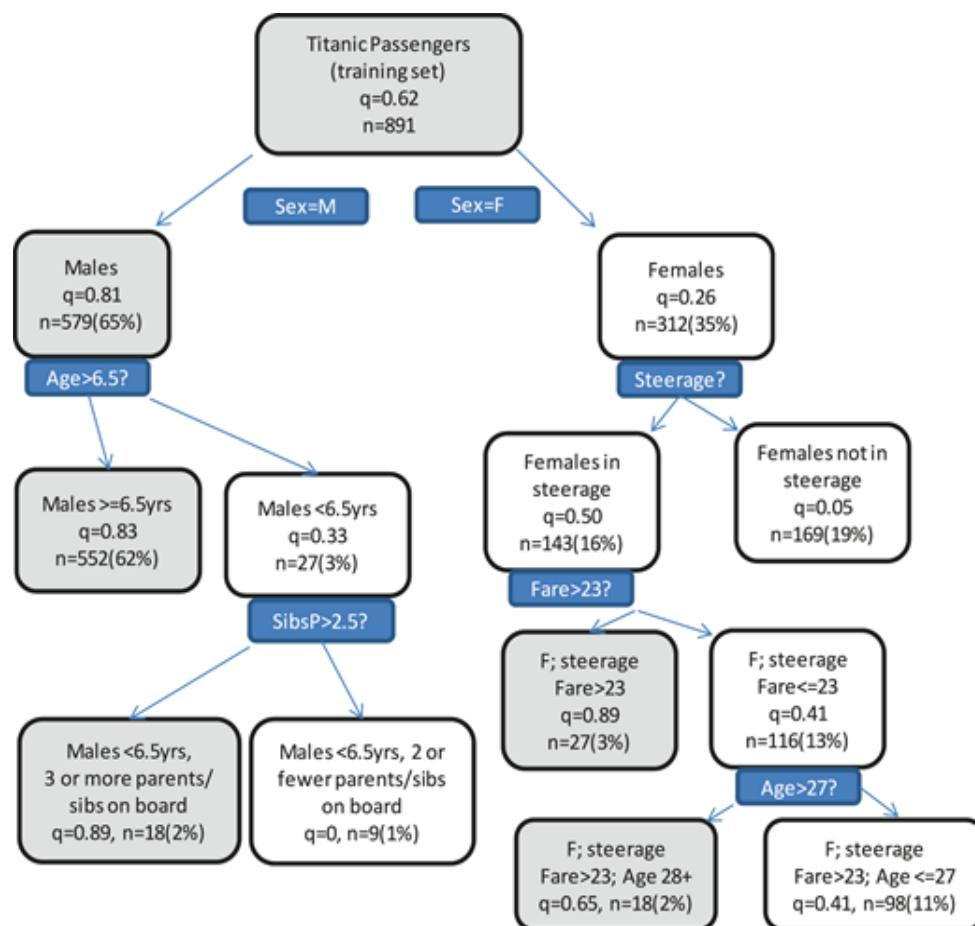 Titanic Passengers
(training set)
q=0.62
n=891
Sex=M
Sex=F
Males
q=0.81
n=579(65%)
Females
q=0.26
n=312(35%)
Age>6.5?
Steerage?
Males >=6.5yrs
q=0.83
n=552(62%)
Males <6.5yrs
q=0.33
n=27(3%)
Females in
steerage
q=0.50
n=143(16%)
Females not in
steerage
q=0.05
n=169(19%)
SibsP>2.5?
Fare>23?
Males <6.5yrs,
3 or more parents/
sibs on board
q=0.89, n=18(2%)
Males <6.5yrs, 2 or
fewer parents/sibs
on board
q=0, n=9(1%)
F; steerage
Fare>23
q=0.89
n=27(3%)
F; steerage
Fare<=23
q=0.41
n=116(13%)
Age>27?
F; steerage
Fare>23; Age 28+
q=0.65, n=18(2%)
F; steerage
Fare>23; Age <=27
q=0.41, n=98(11%)